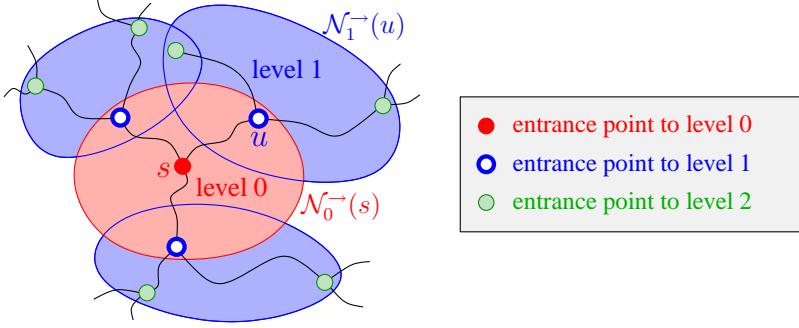 𝒩₁→(u)
level 1
u
s
level 0
𝒩₀→(s)
entrance point to level 0
entrance point to level 1
entrance point to level 2